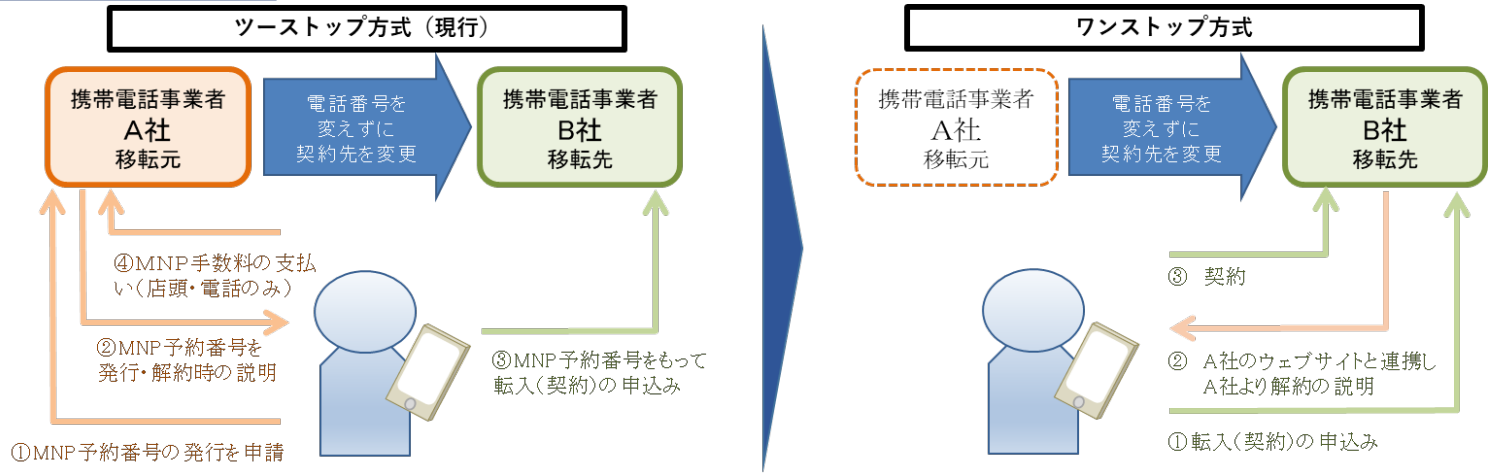 ツーストップ方式（現行）
携帯電話事業者
A社
移転元
電話番号を
変えずに
契約先を変更
携帯電話事業者
B社
移転先
④MNP手数料の支払
い（店頭・電話のみ）
②MNP予約番号を
発行・解約時の説明
③MNP予約番号をもって
転入（契約）の申込み
①MNP予約番号の発行を申請
ワンストップ方式
携帯電話事業者
A社
移転元
電話番号を
変えずに
契約先を変更
携帯電話事業者
B社
移転先
③ 契約
② A社のウェブサイトと連携し
A社より解約の説明
①転入（契約）の申込み